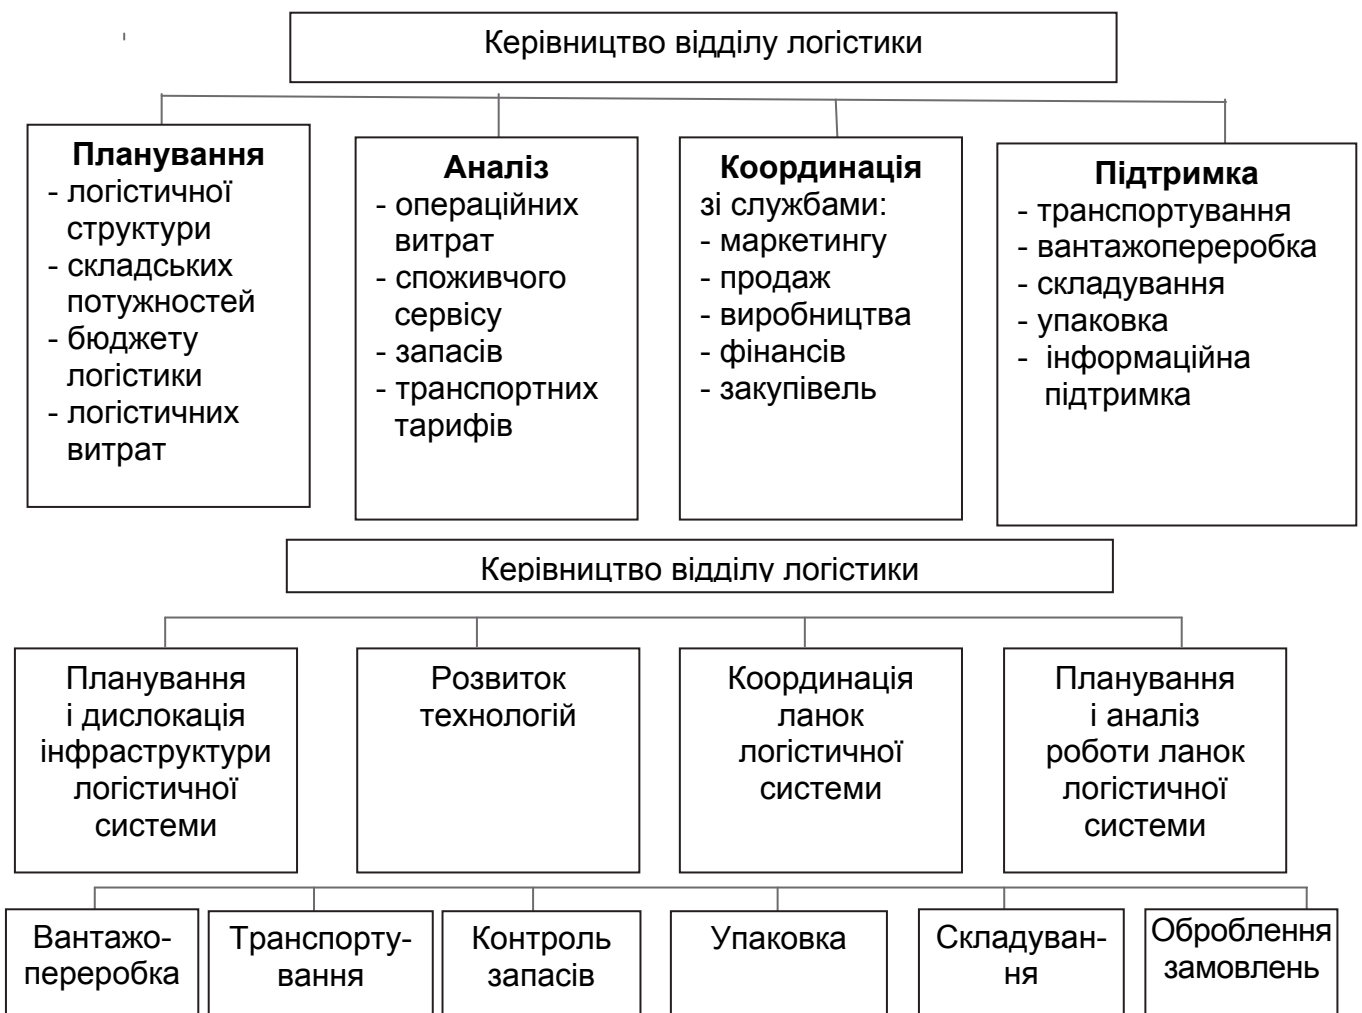 Керівництво відділу логістики
Планування
- логістичної
структури
- складських
потужностей
- бюджету
логістики
- логістичних
витрат
Аналіз
- операційних
витрат
- споживчого
сервісу
- запасів
- транспортних
тарифів
Координація
зі службами:
- маркетингу
- продаж
- виробництва
- фінансів
- закупівель
Підтримка
- транспортування
- вантажопереробка
- складування
- упаковка
- інформаційна
підтримка
Керівництво відділу логістики
Планування
і дислокація
інфраструктури
логістичної
системи
Розвиток
технологій
Координація
ланок
логістичної
системи
Планування
і аналіз
роботи ланок
логістичної
системи
Вантажо-
переробка
Транспорту-
вання
Контроль
запасів
Упаковка
Складуван-
ня
Оброблення
замовлень